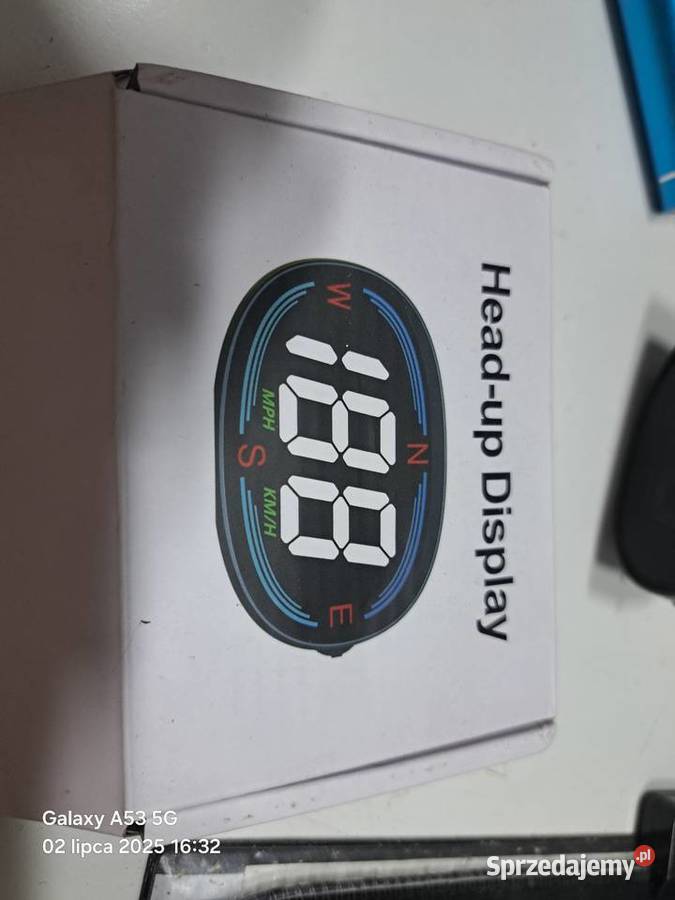 Head-up Display
N
W
188
E
MPH
KM/H
S
Galaxy A53 5G
02 lipca 2025 16:32
Sprzedajemy.pl